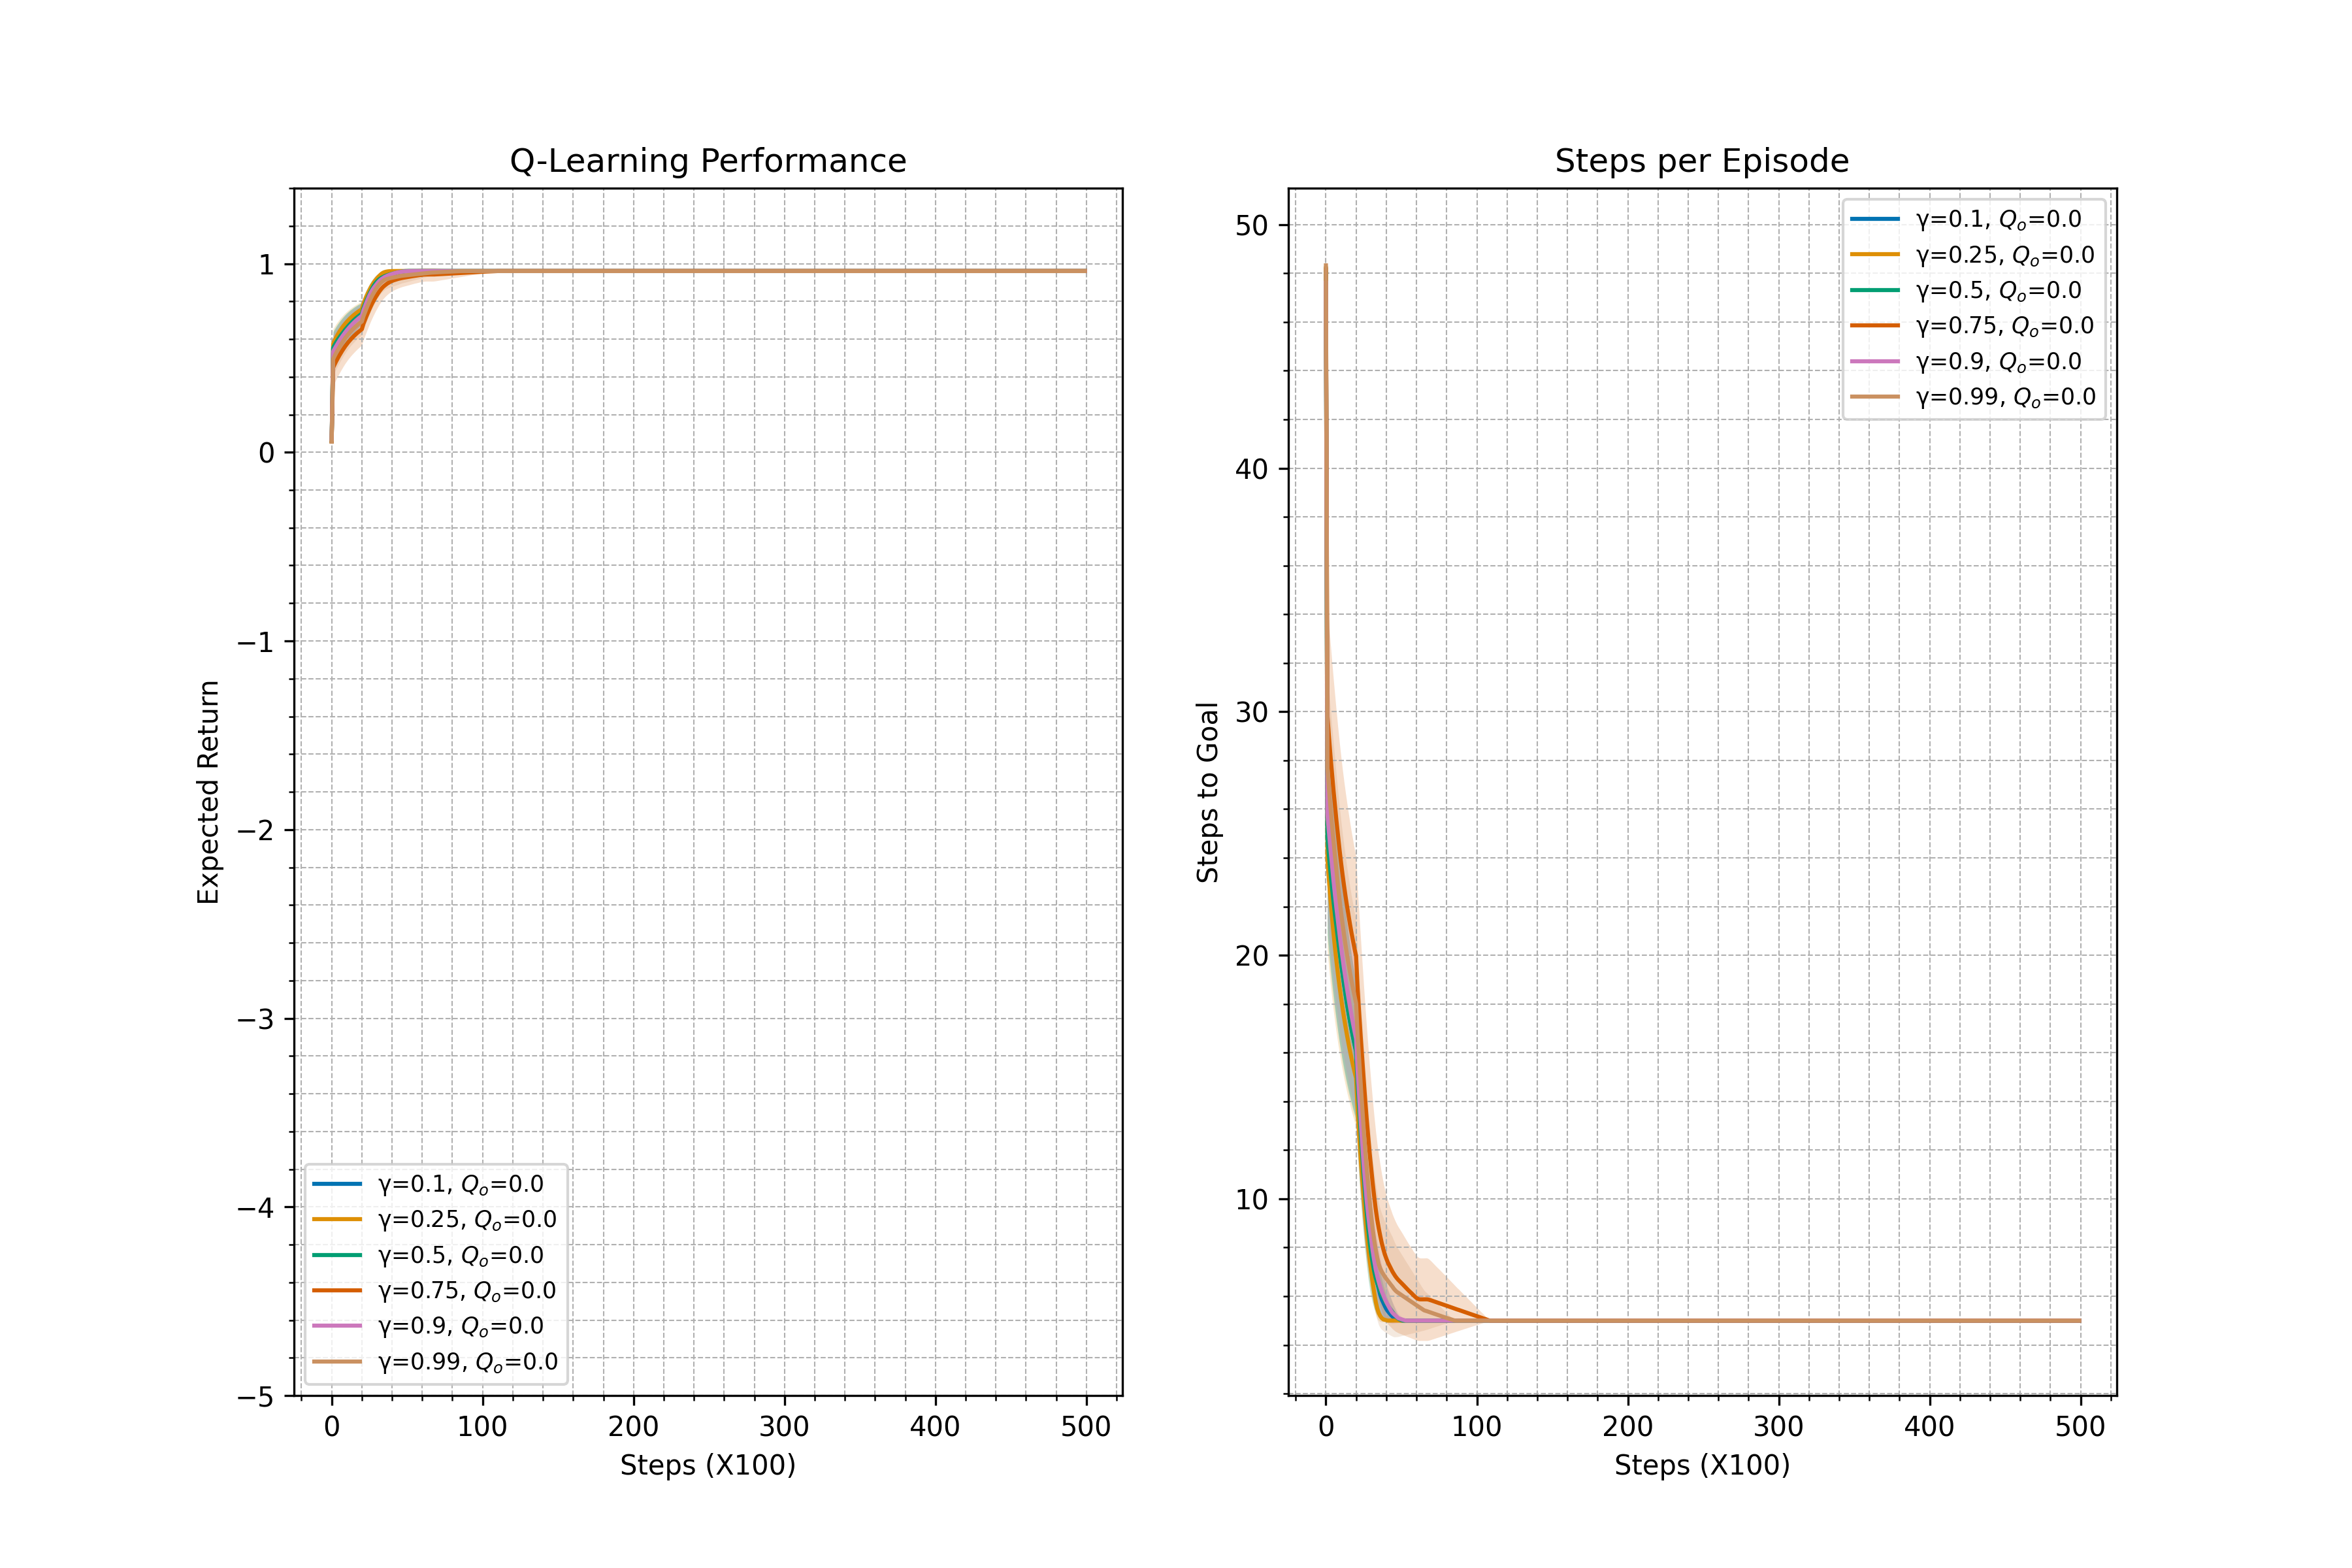 Q-Learning Performance
Expected Return
1
0
−1
−2
−3
−4
−5
γ=0.1, Qo=0.0
γ=0.25, Qo=0.0
γ=0.5, Qo=0.0
γ=0.75, Qo=0.0
γ=0.9, Qo=0.0
γ=0.99, Qo=0.0
0 100 200 300 400 500
Steps (X100)
Steps per Episode
Steps to Goal
50
40
30
20
10
γ=0.1, Qo=0.0
γ=0.25, Qo=0.0
γ=0.5, Qo=0.0
γ=0.75, Qo=0.0
γ=0.9, Qo=0.0
γ=0.99, Qo=0.0
0 100 200 300 400 500
Steps (X100)